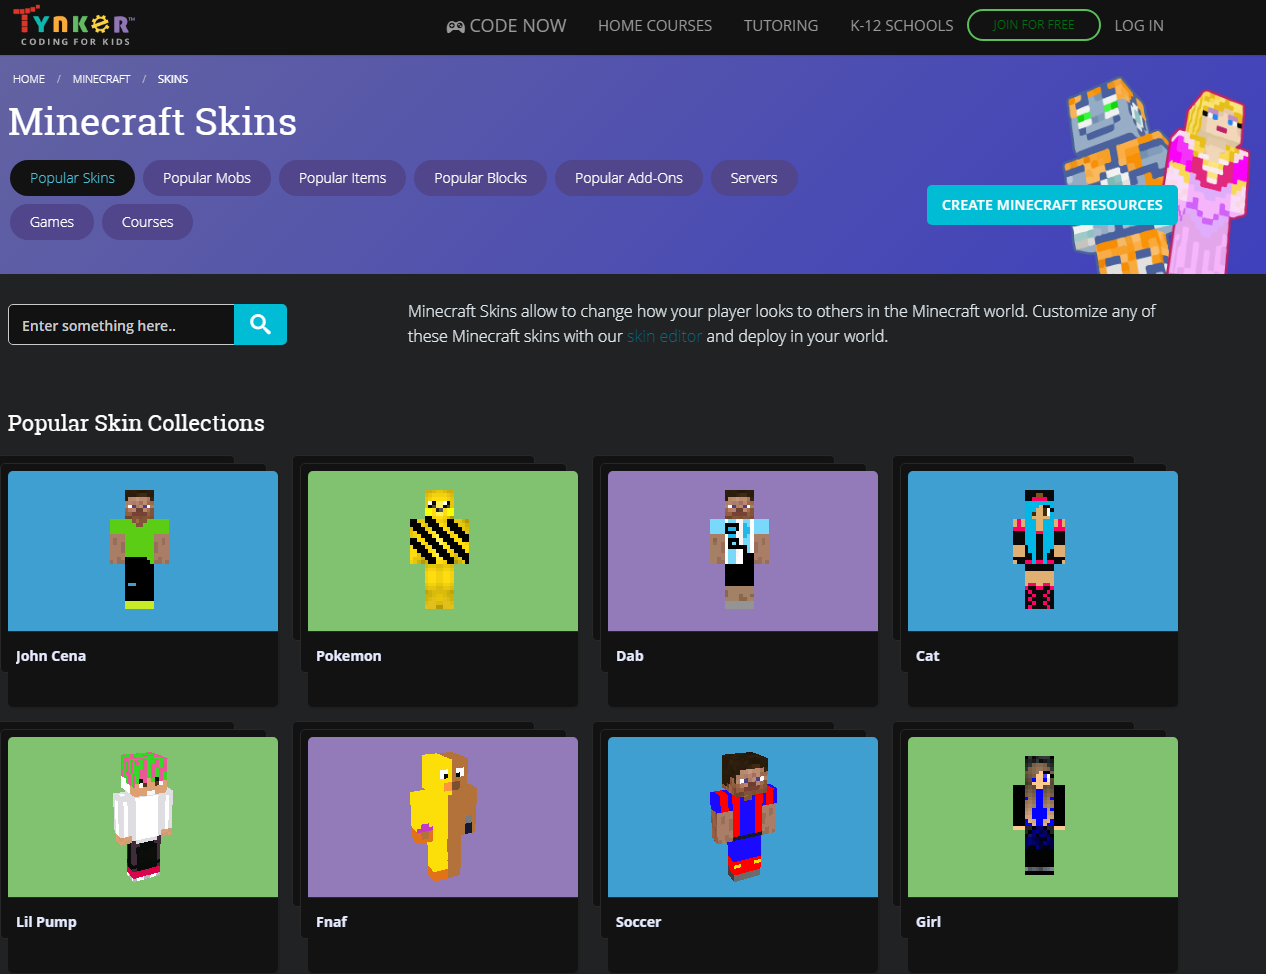 TYNKER™
CODING FOR KIDS
CODE NOW
HOME COURSES
TUTORING
K-12 SCHOOLS
JOIN FOR FREE
LOG IN
HOME / MINECRAFT / SKINS
Minecraft Skins
Popular Skins
Popular Mobs
Popular Items
Popular Blocks
Popular Add-Ons
Servers
Games
Courses
CREATE MINECRAFT RESOURCES
Enter something here..
Minecraft Skins allow to change how your player looks to others in the Minecraft world. Customize any of
these Minecraft skins with our skin editor and deploy in your world.
Popular Skin Collections
John Cena
Pokemon
Dab
Cat
Lil Pump
Fnaf
Soccer
Girl